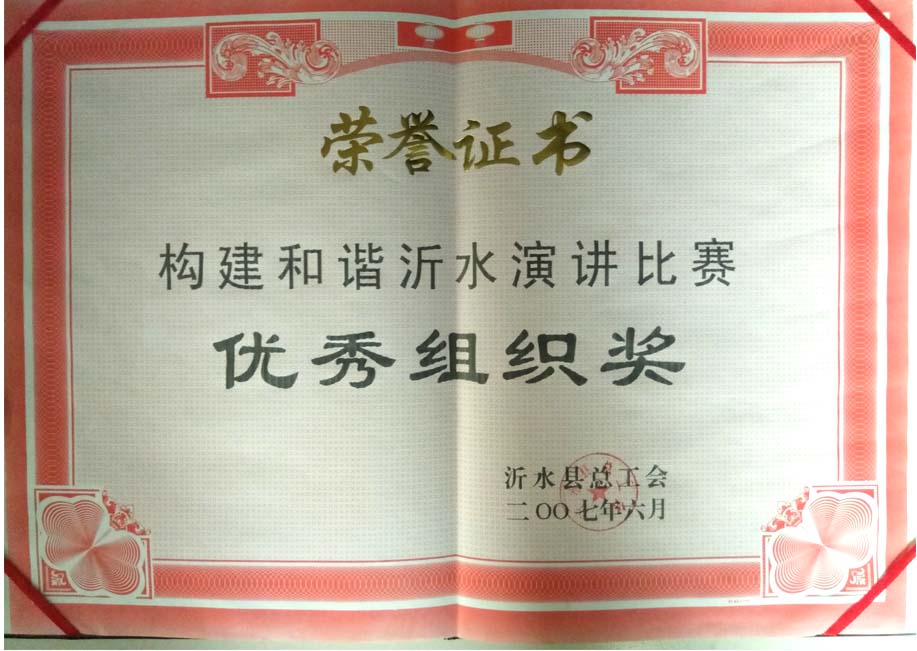 荣誉证书
构建和谐沂水演讲比赛
优秀组织奖
沂水县总工会
二〇〇七年六月